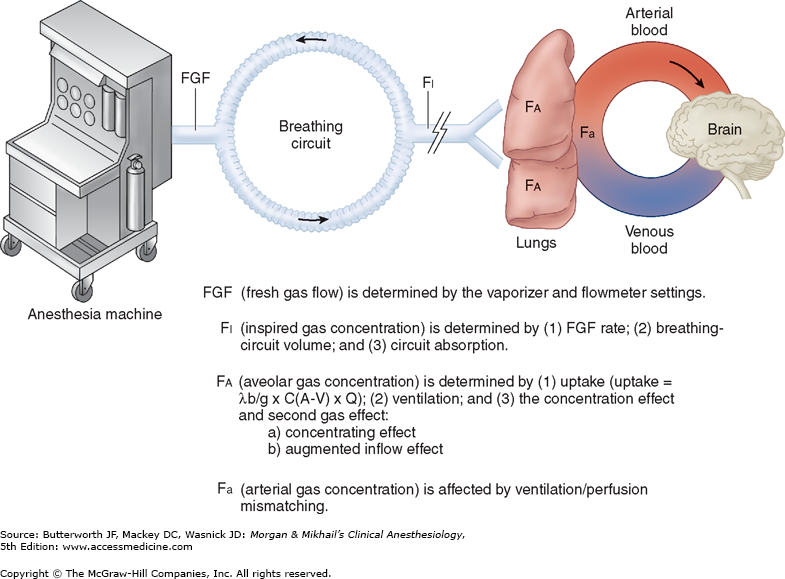 Arterial
blood
FGF
FI
Breathing
circuit
FA
Fa
Brain
FA
Lungs
Venous
blood
Anesthesia machine
FGF (fresh gas flow) is determined by the vaporizer and flowmeter settings.
FI (inspired gas concentration) is determined by (1) FGF rate; (2) breathing-
circuit volume; and (3) circuit absorption.
FA (aveolar gas concentration) is determined by (1) uptake (uptake =
λb/g x C(A-V) x Q); (2) ventilation; and (3) the concentration effect
and second gas effect:
a) concentrating effect
b) augmented inflow effect
Fa (arterial gas concentration) is affected by ventilation/perfusion
mismatching.
Source: Butterworth JF, Mackey DC, Wasnick JD: Morgan & Mikhail's Clinical Anesthesiology,
5th Edition: www.accessmedicine.com
Copyright © The McGraw-Hill Companies, Inc. All rights reserved.